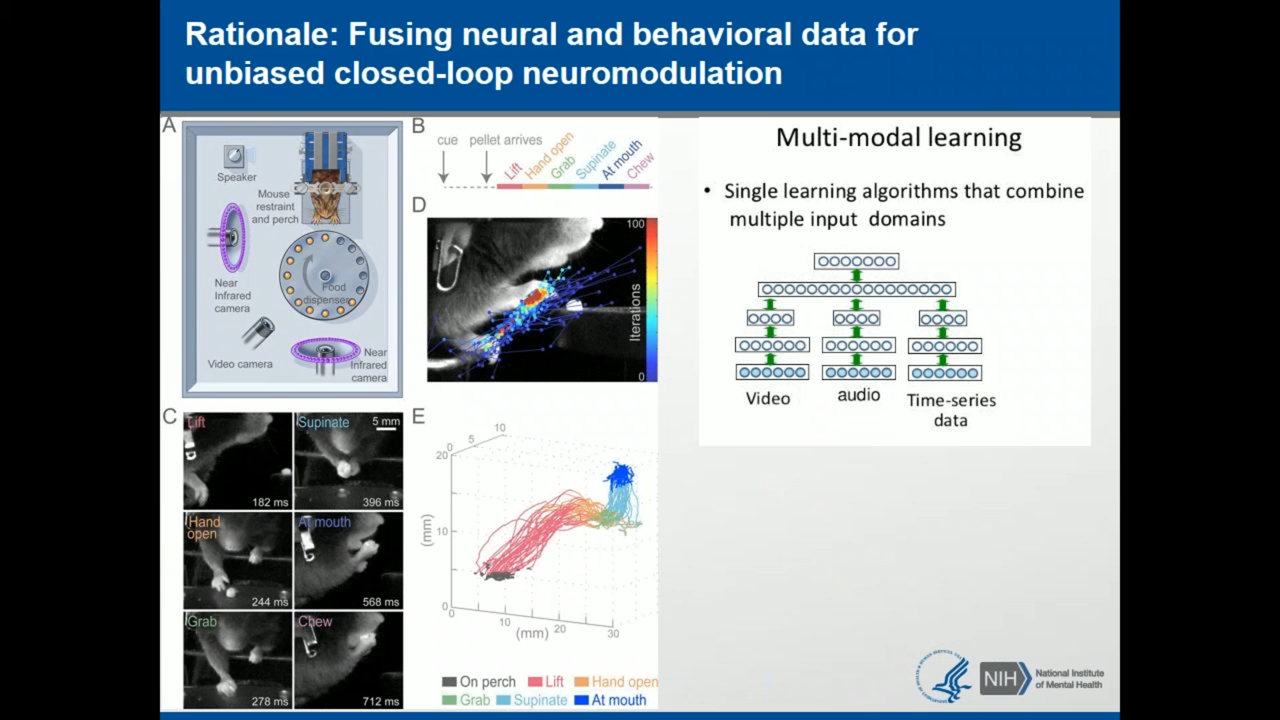 Rationale: Fusing neural and behavioral data for
unbiased closed-loop neuromodulation
A
Speaker
Mouse
restraint
and perch
Near
Infrared
camera
Food
dispenser
Video camera
Near
Infrared
camera
B
cue
pellet arrives
Lift
Hand open
Grab
Supinate
At mouth
Chew
D
100
Iterations
0
C
Lift
182 ms
Supinate
5 mm
396 ms
Hand
open
244 ms
At mouth
568 ms
Grab
278 ms
Chew
712 ms
E
10
5
0
20
10
0
(mm)
0
10
20
30
(mm)
On perch
Lift
Hand open
Grab
Supinate
At mouth
Multi-modal learning
• Single learning algorithms that combine
multiple input domains
Video
audio
Time-series
data
NIH
National Institute
of Mental Health